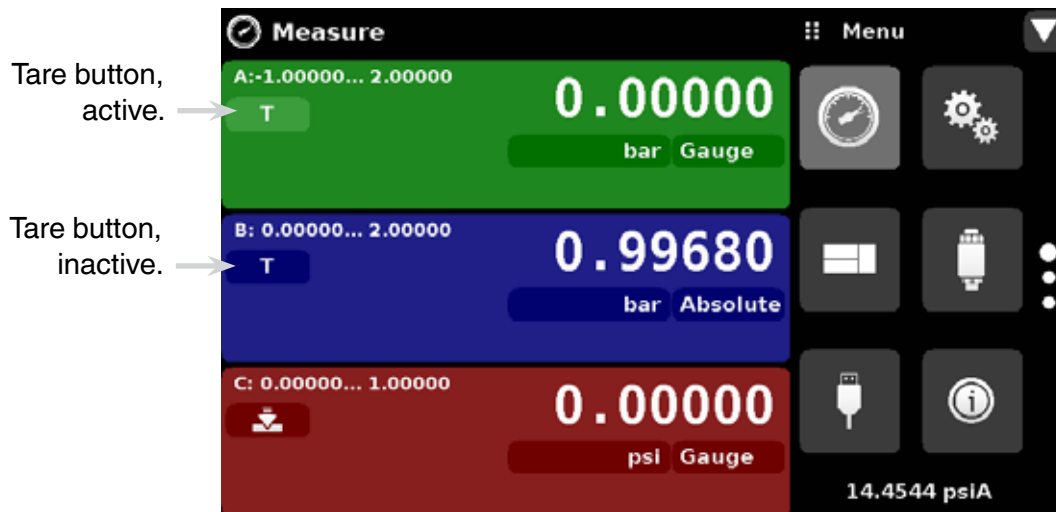 Measure
Menu
Tare button,
active.
A:-1.00000... 2.00000
T
0.00000
bar Gauge
Tare button,
inactive.
B: 0.00000... 2.00000
T
0.99680
bar Absolute
C: 0.00000... 1.00000
0.00000
psi Gauge
14.4544 psiA